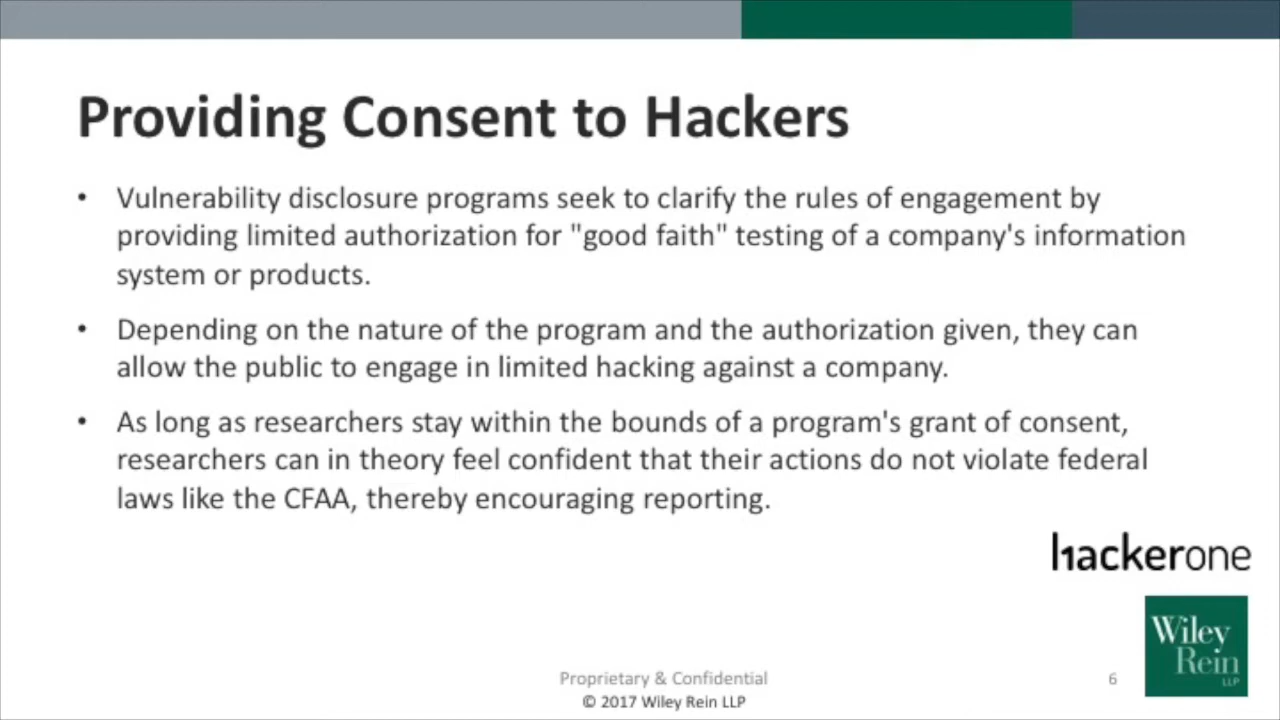 Providing Consent to Hackers
• Vulnerability disclosure programs seek to clarify the rules of engagement by
providing limited authorization for "good faith" testing of a company's information
system or products.
• Depending on the nature of the program and the authorization given, they can
allow the public to engage in limited hacking against a company.
• As long as researchers stay within the bounds of a program's grant of consent,
researchers can in theory feel confident that their actions do not violate federal
laws like the CFAA, thereby encouraging reporting.
hackerone
Wiley
Rein
LLP
Proprietary & Confidential
6
© 2017 Wiley Rein LLP